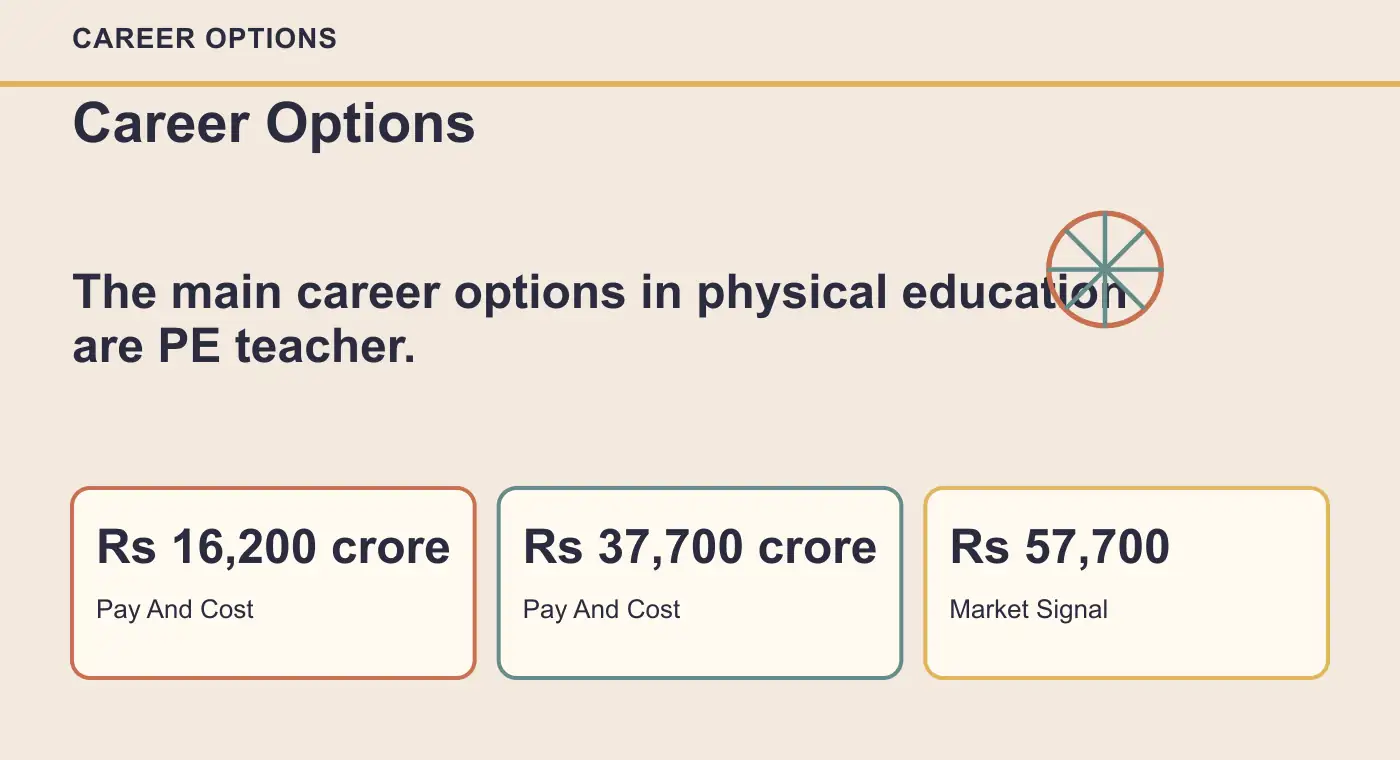 CAREER OPTIONS
Career Options
The main career options in physical education
are PE teacher.
Rs 16,200 crore
Pay And Cost
Rs 37,700 crore
Pay And Cost
Rs 57,700
Market Signal